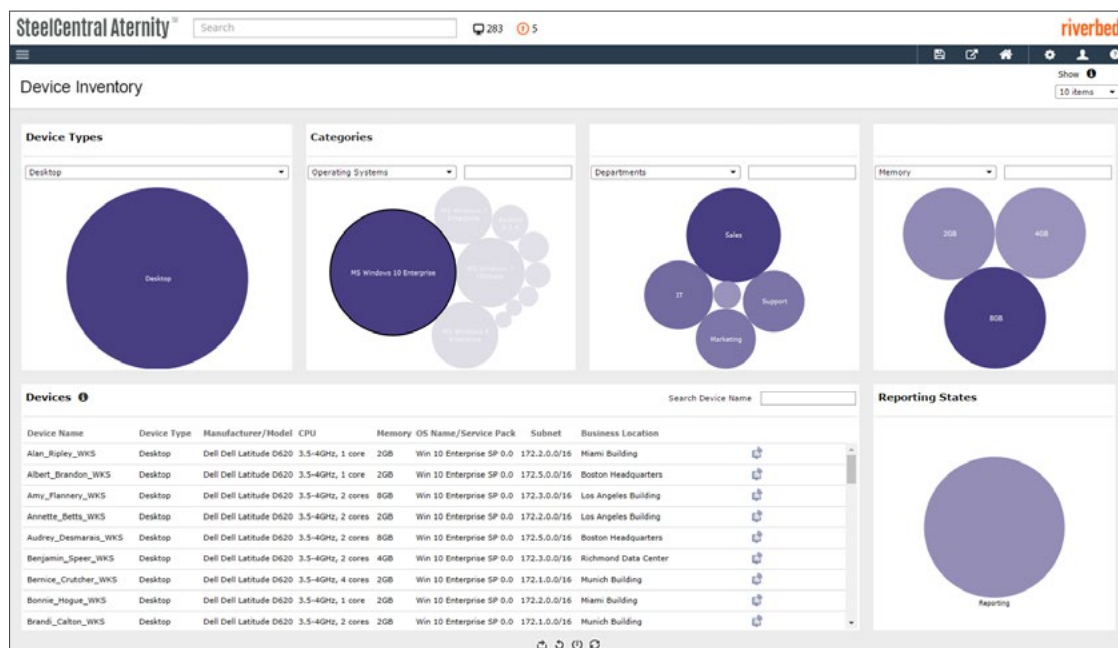 SteelCentral Aternity™
Search
283
5
riverbed
Device Inventory
Show
10 items
Device Types
Categories
Desktop
Operating Systems
Departments
Memory
Desktop
MS Windows 10 Enterprise
Sales
IT
Support
Marketing
2GB
4GB
8GB
Devices
Search Device Name
Reporting States
Device Name Device Type Manufacturer/Model CPU Memory OS Name/Service Pack Subnet Business Location
Alan_Ripley_WKS Desktop Dell Dell Latitude D620 3.5-4GHz, 1 core 2GB Win 10 Enterprise SP 0.0 172.2.0.0/16 Miami Building
Albert_Brandon_WKS Desktop Dell Dell Latitude D620 3.5-4GHz, 1 core 2GB Win 10 Enterprise SP 0.0 172.5.0.0/16 Boston Headquarters
Amy_Flannery_WKS Desktop Dell Dell Latitude D620 3.5-4GHz, 2 cores 8GB Win 10 Enterprise SP 0.0 172.3.0.0/16 Los Angeles Building
Annette_Betts_WKS Desktop Dell Dell Latitude D620 3.5-4GHz, 2 cores 2GB Win 10 Enterprise SP 0.0 172.2.0.0/16 Los Angeles Building
Audrey_Desmarais_WKS Desktop Dell Dell Latitude D620 3.5-4GHz, 2 cores 8GB Win 10 Enterprise SP 0.0 172.5.0.0/16 Boston Headquarters
Benjamin_Speer_WKS Desktop Dell Dell Latitude D620 3.5-4GHz, 2 cores 4GB Win 10 Enterprise SP 0.0 172.3.0.0/16 Richmond Data Center
Bernice_Crutcher_WKS Desktop Dell Dell Latitude D620 3.5-4GHz, 4 cores 2GB Win 10 Enterprise SP 0.0 172.1.0.0/16 Munich Building
Bonnie_Hogue_WKS Desktop Dell Dell Latitude D620 3.5-4GHz, 1 core 2GB Win 10 Enterprise SP 0.0 172.2.0.0/16 Miami Building
Brandi_Calton_WKS Desktop Dell Dell Latitude D620 3.5-4GHz, 2 cores 2GB Win 10 Enterprise SP 0.0 172.1.0.0/16 Munich Building
Reporting